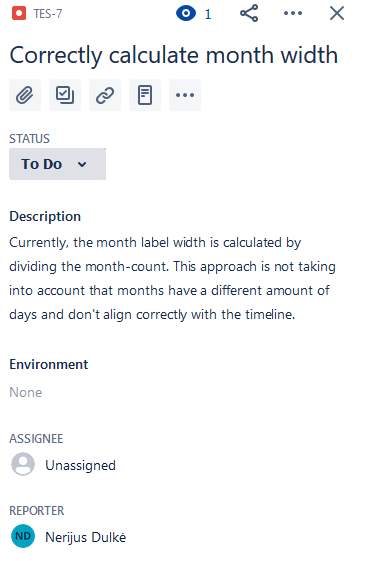 TES-7
1
Correctly calculate month width
STATUS
To Do
Description
Currently, the month label width is calculated by
dividing the month-count. This approach is not taking
into account that months have a different amount of
days and don't align correctly with the timeline.
Environment
None
ASSIGNEE
Unassigned
REPORTER
ND Nerijus Dulkė